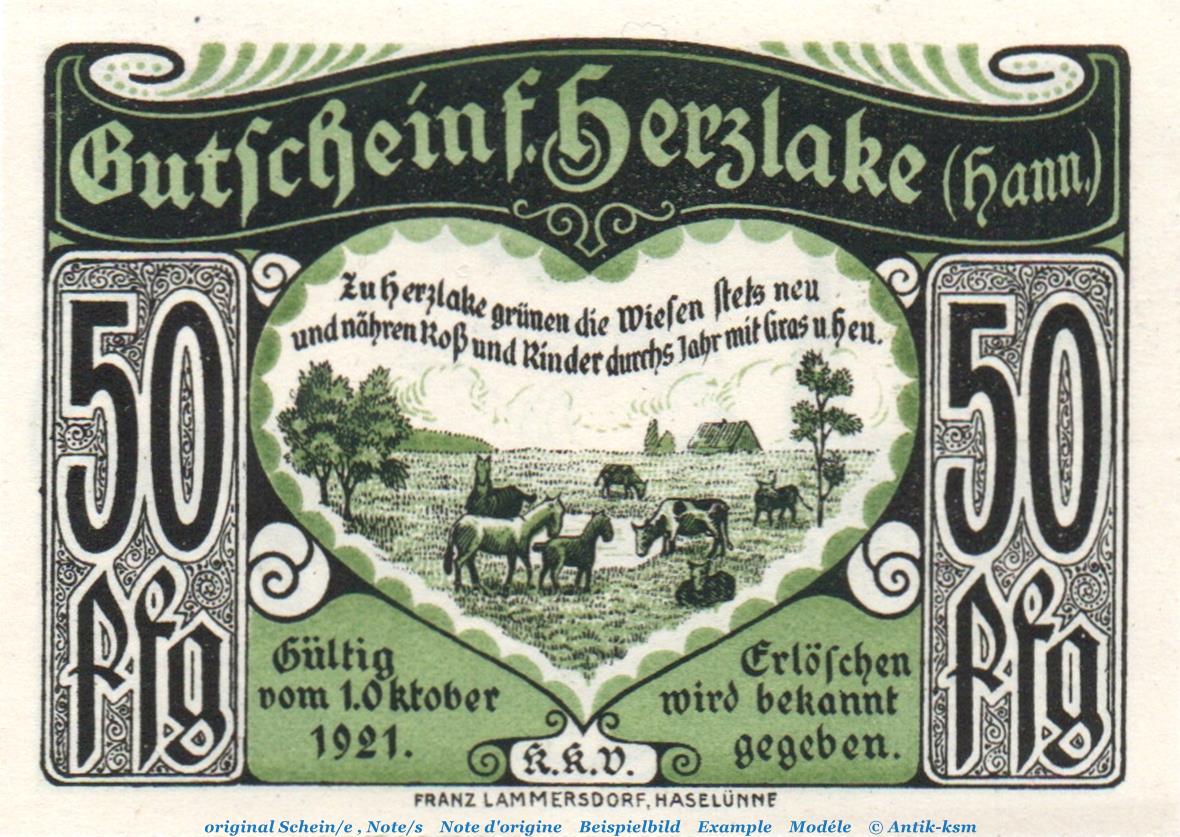 Gutschein f. Herzlake (Hann.)
Zu Herzlake grünen die Wiesen stets neu
und nähren Roß und Rinder durchs Jahr mit Gras u. Heu.
50
Pfg
50
Pfg
Gültig
vom 1. Oktober
1921.
Erlöschen
wird bekannt
gegeben.
K.K.V.
FRANZ LAMMERSDORF, HASELÜNNE
original Schein/e , Note/s Note d'origine Beispielbild Example Modéle © Antik-ksm